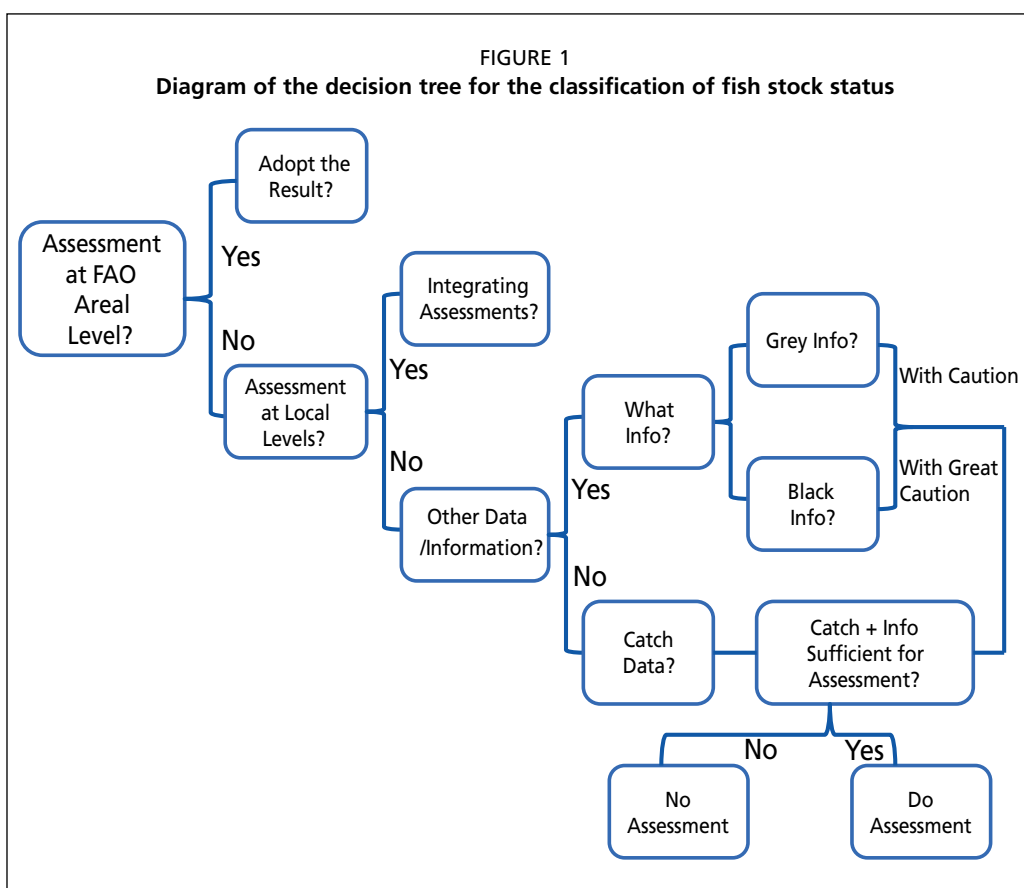 FIGURE 1
Diagram of the decision tree for the classification of fish stock status
Adopt the
Result?
Assessment
at FAO
Areal
Level?
Yes
No
Integrating
Assessments?
Assessment
at Local
Levels?
Yes
No
Grey Info?
With Caution
What
Info?
With Great
Caution
Black
Info?
Other Data
/Information?
Yes
No
Catch
Data?
Catch + Info
Sufficient for
Assessment?
No
Yes
No
Assessment
Do
Assessment